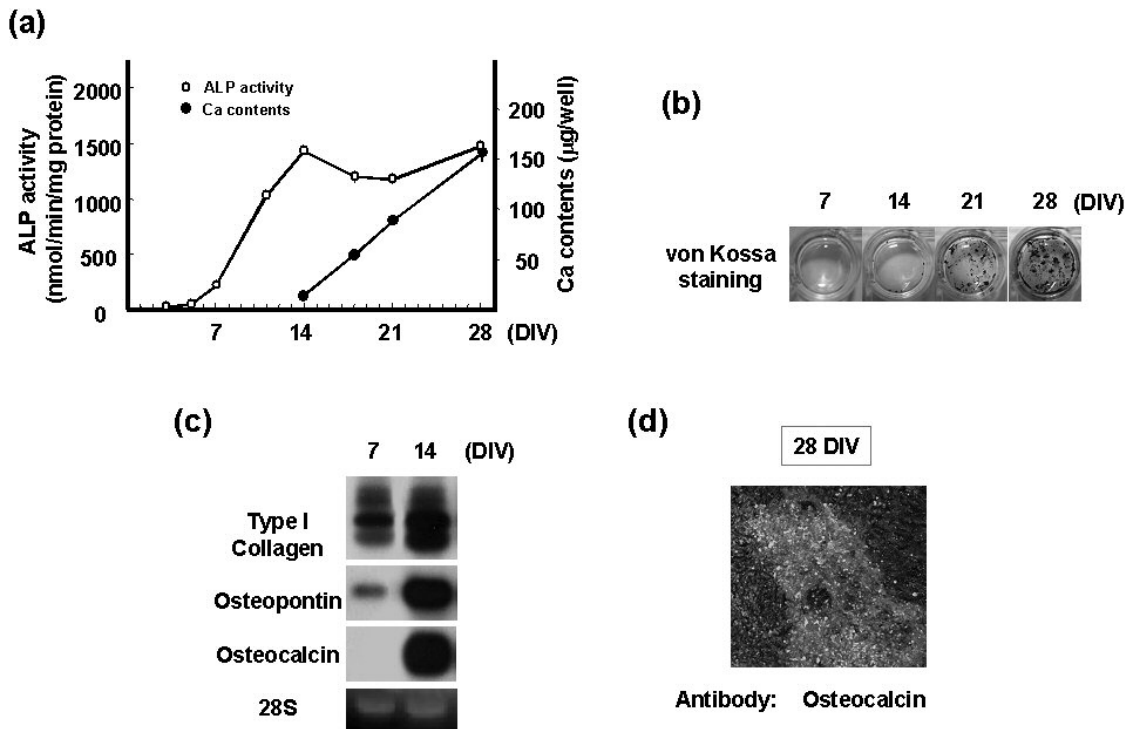 (a)
2000
1500
1000
500
0
ALP activity
(nmol/min/mg protein)
ALP activity
Ca contents
200
150
100
50
Ca contents (μg/well)
7 14 21 28 (DIV)
(b)
7 14 21 28 (DIV)
von Kossa
staining
(c)
7 14 (DIV)
Type I
Collagen
Osteopontin
Osteocalcin
28S
(d)
28 DIV
Antibody: Osteocalcin